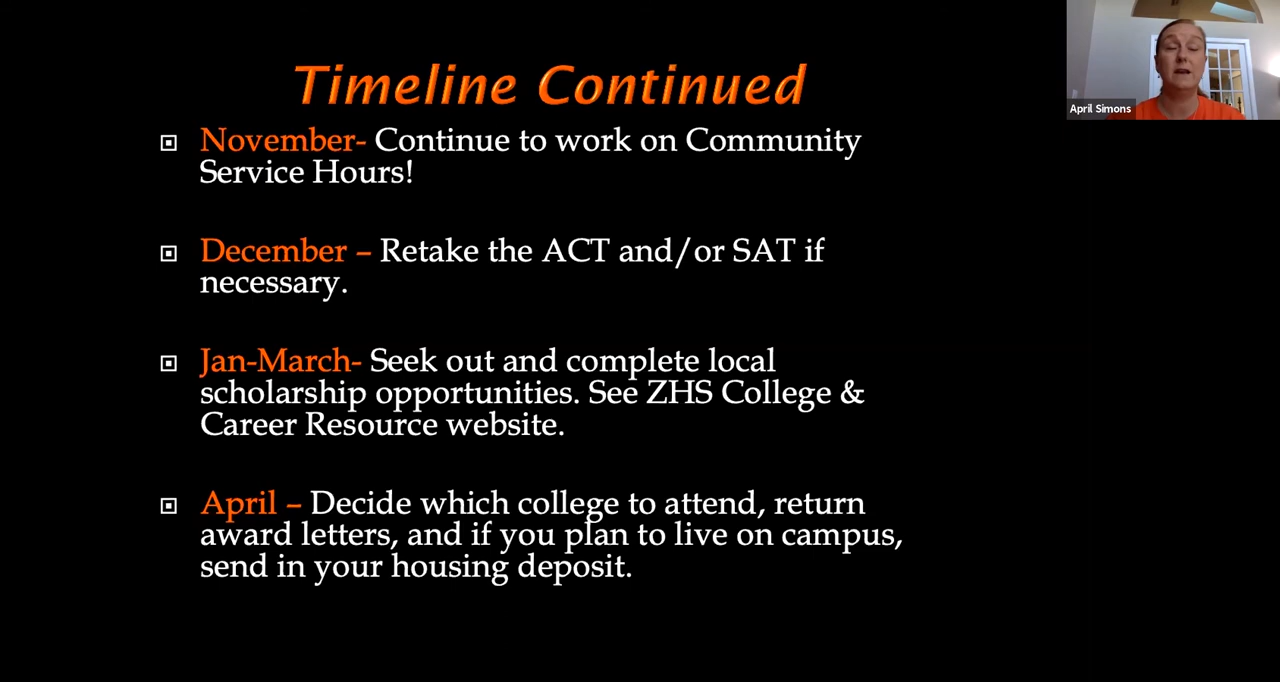 Timeline Continued
November- Continue to work on Community
Service Hours!
December – Retake the ACT and/or SAT if
necessary.
Jan-March- Seek out and complete local
scholarship opportunities. See ZHS College &
Career Resource website.
April – Decide which college to attend, return
award letters, and if you plan to live on campus,
send in your housing deposit.
April Simons